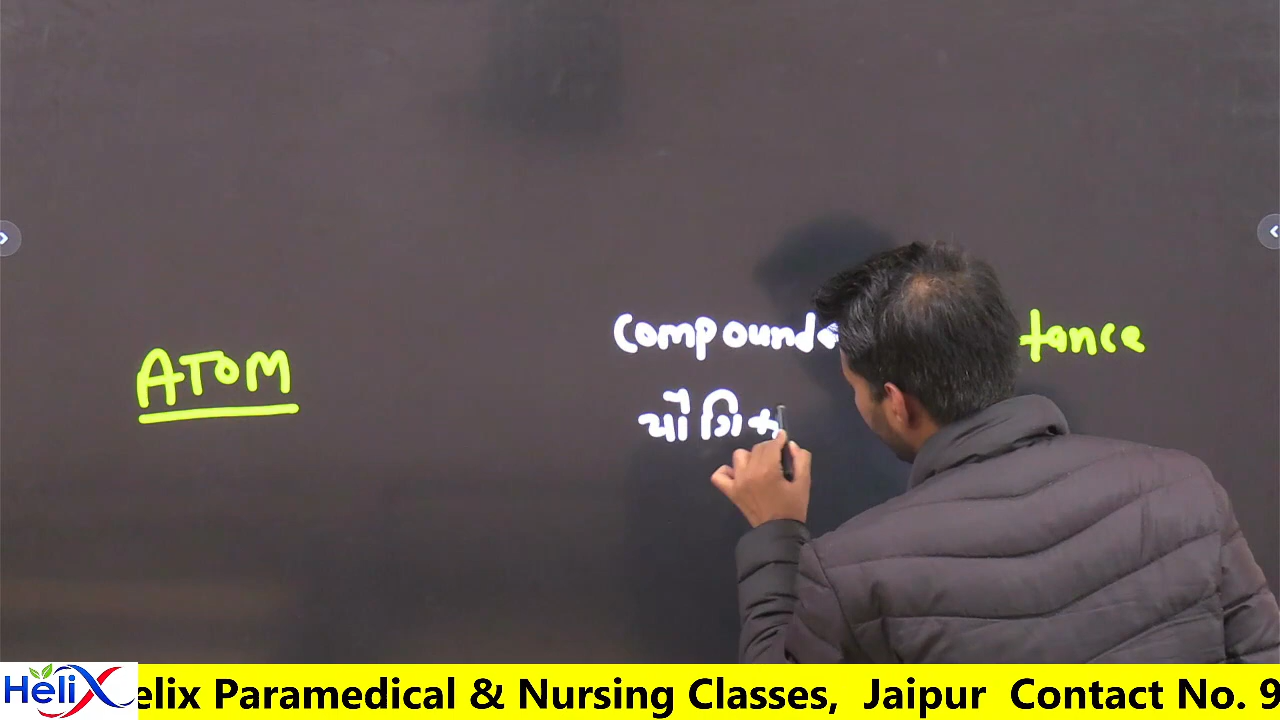 ATOM
Compound
tance
यौगिक
HeliX
elix Paramedical & Nursing Classes, Jaipur Contact No. 9